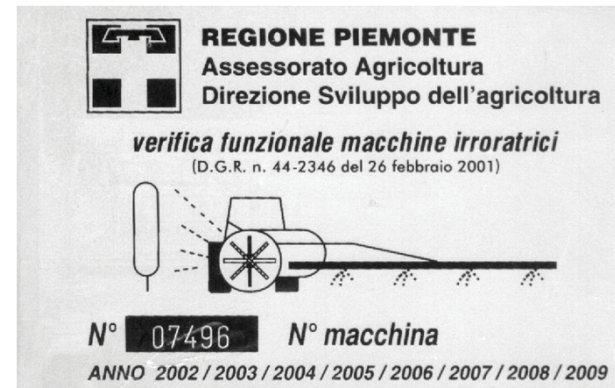 REGIONE PIEMONTE
Assessorato Agricoltura
Direzione Sviluppo dell'agricoltura
verifica funzionale macchine irroratrici
(D.G.R. n. 44-2346 del 26 febbraio 2001)
N° 07496 N° macchina
ANNO 2002 / 2003 / 2004 / 2005 / 2006 / 2007 / 2008 / 2009